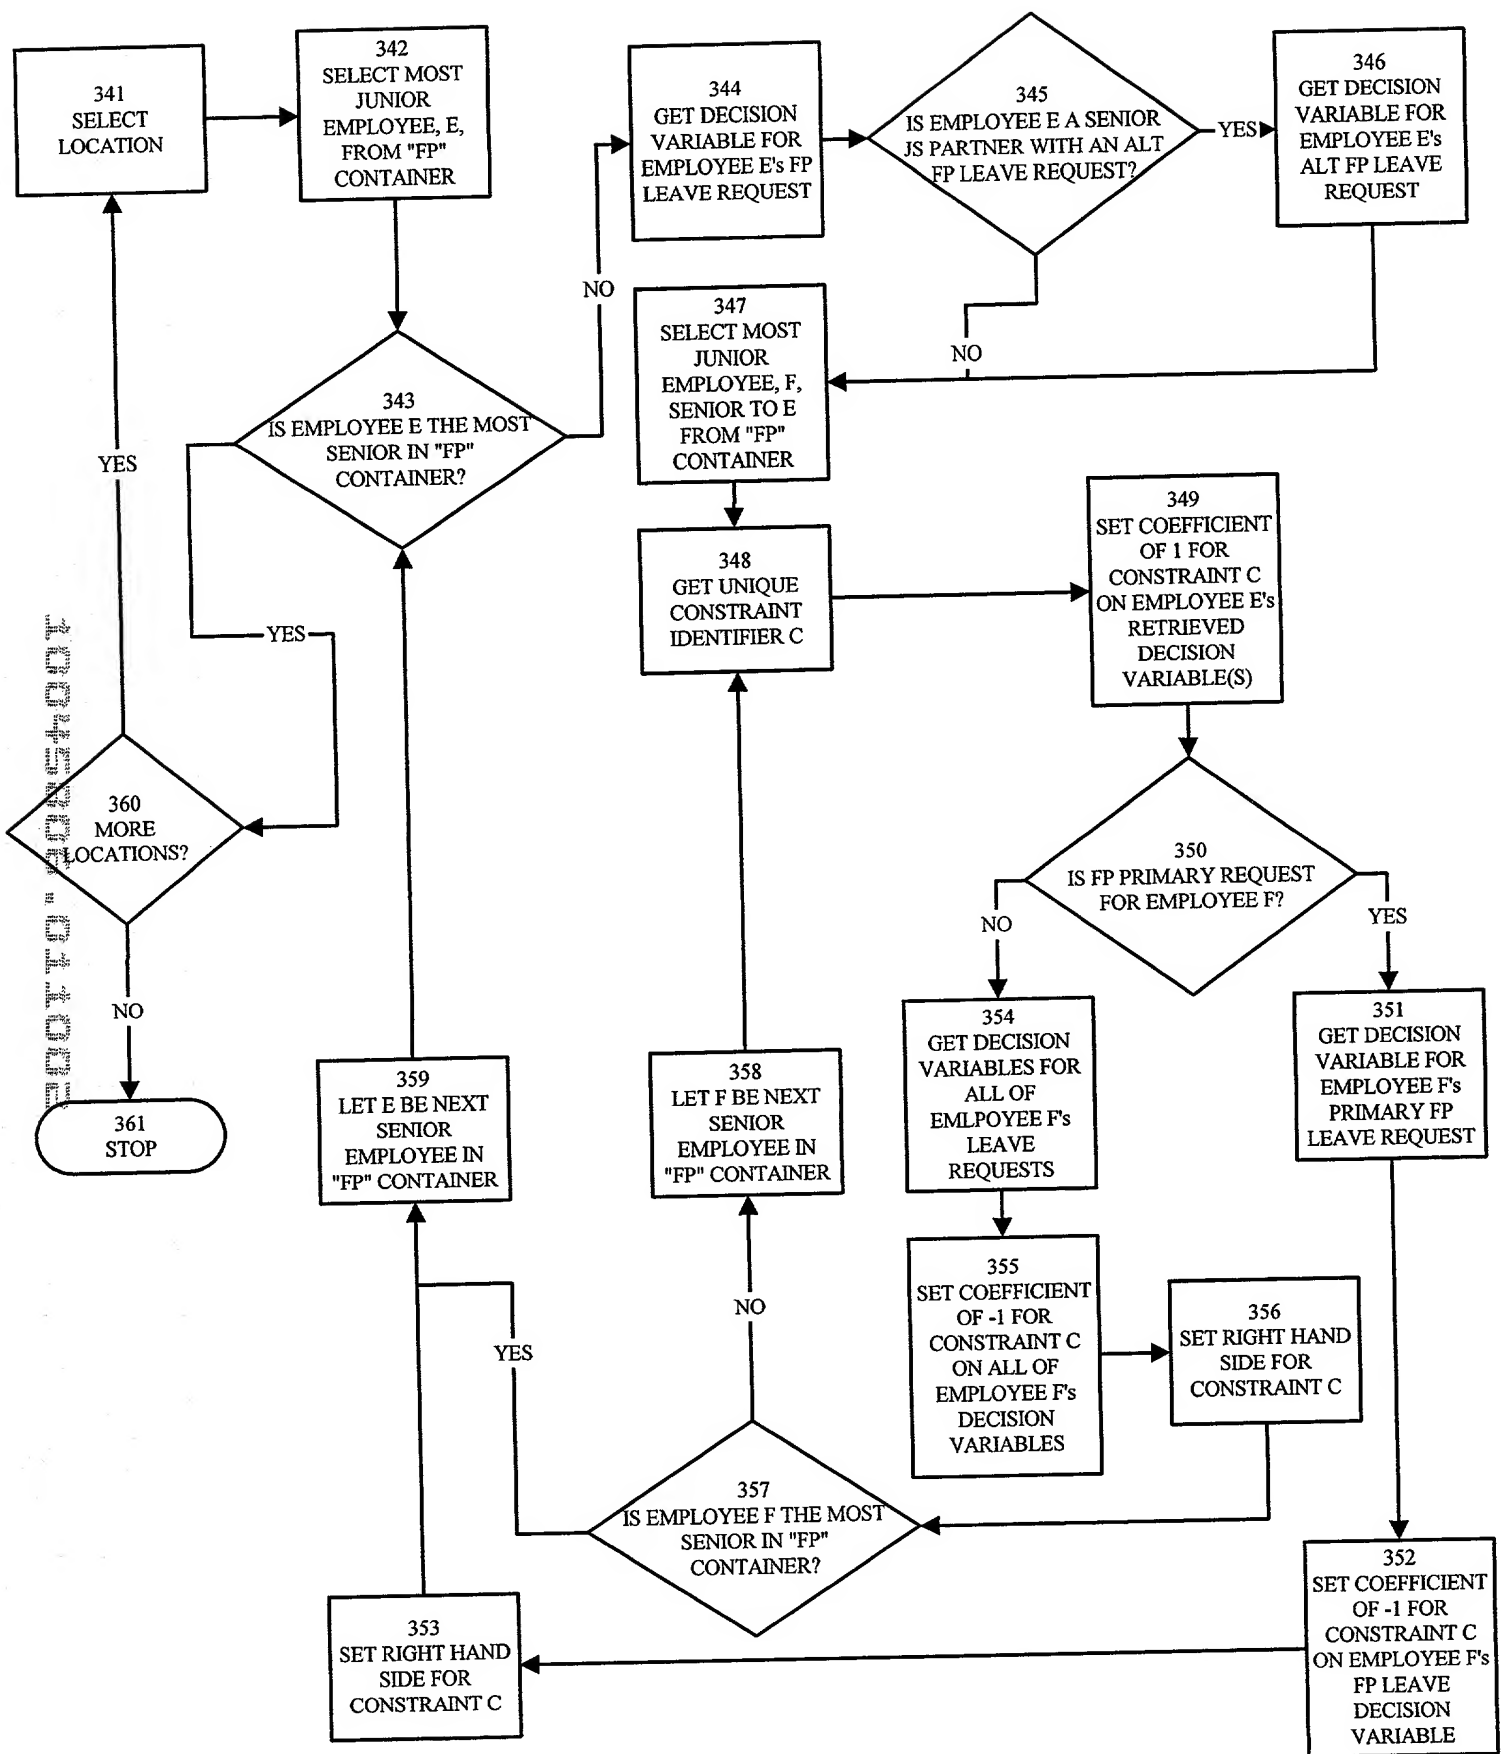 341
SELECT
LOCATION
342
SELECT MOST
JUNIOR
EMPLOYEE, E,
FROM "FP"
CONTAINER
344
GET DECISION
VARIABLE FOR
EMPLOYEE E's FP
LEAVE REQUEST
345
IS EMPLOYEE E A SENIOR
JS PARTNER WITH AN ALT
FP LEAVE REQUEST?
YES
346
GET DECISION
VARIABLE FOR
EMPLOYEE E's
ALT FP LEAVE
REQUEST
NO
NO
347
SELECT MOST
JUNIOR
EMPLOYEE, F,
SENIOR TO E
FROM "FP"
CONTAINER
343
IS EMPLOYEE E THE MOST
SENIOR IN "FP"
CONTAINER?
YES
YES
348
GET UNIQUE
CONSTRAINT
IDENTIFIER C
349
SET COEFFICIENT
OF 1 FOR
CONSTRAINT C
ON EMPLOYEE E's
RETRIEVED
DECISION
VARIABLE(S)
360
MORE
LOCATIONS?
NO
361
STOP
350
IS FP PRIMARY REQUEST
FOR EMPLOYEE F?
NO
YES
354
GET DECISION
VARIABLES FOR
ALL OF
EMLPOYEE F's
LEAVE
REQUESTS
351
GET DECISION
VARIABLE FOR
EMPLOYEE F's
PRIMARY FP
LEAVE REQUEST
359
LET E BE NEXT
SENIOR
EMPLOYEE IN
"FP" CONTAINER
358
LET F BE NEXT
SENIOR
EMPLOYEE IN
"FP" CONTAINER
355
SET COEFFICIENT
OF -1 FOR
CONSTRAINT C
ON ALL OF
EMPLOYEE F's
DECISION
VARIABLES
356
SET RIGHT HAND
SIDE FOR
CONSTRAINT C
NO
YES
357
IS EMPLOYEE F THE MOST
SENIOR IN "FP"
CONTAINER?
353
SET RIGHT HAND
SIDE FOR
CONSTRAINT C
352
SET COEFFICIENT
OF -1 FOR
CONSTRAINT C
ON EMPLOYEE F's
FP LEAVE
DECISION
VARIABLE